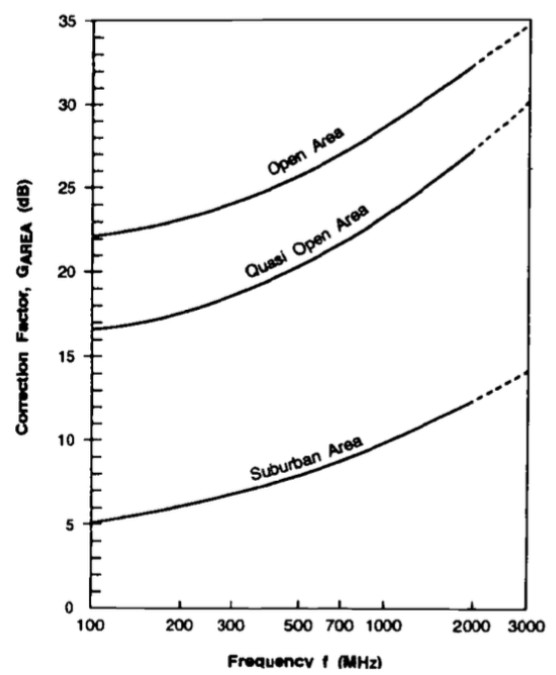 35
30
25
20
15
10
5
0
Correction Factor, GAREA (dB)
Open Area
Quasi Open Area
Suburban Area
100 200 300 500 700 1000 2000 3000
Frequency f (MHz)